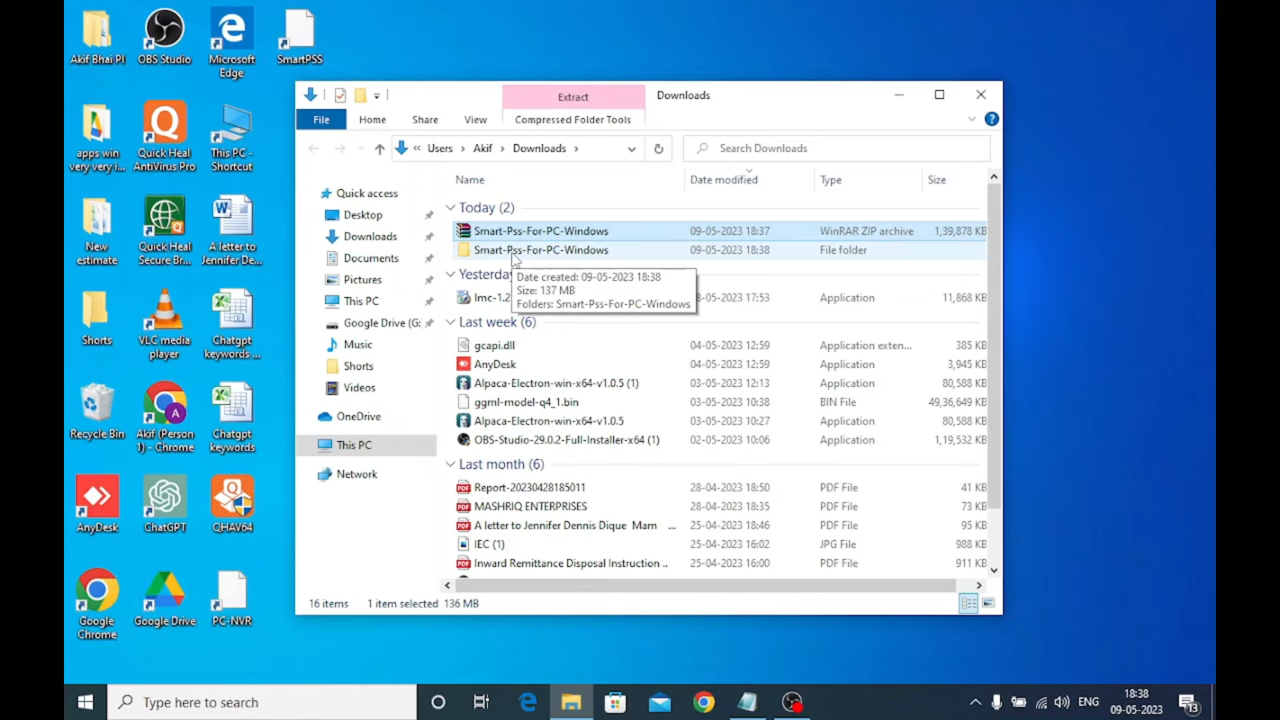 Akif Bhai PI
OBS Studio
Microsoft
Edge
SmartPSS
apps win
very very i...
Quick Heal
AntiVirus Pro
This PC -
Shortcut
New
estimate
Quick Heal
Secure Br...
A letter to
Jennifer De...
Shorts
VLC media
player
Chatgpt
keywords ...
Recycle Bin
Akif (Person
1) - Chrome
Chatgpt
keywords
AnyDesk
ChatGPT
QHAV64
Google
Chrome
Google Drive
PC-NVR
Extract
Downloads
File
Home
Share
View
Compressed Folder Tools
« Users > Akif > Downloads >
Search Downloads
Quick access
Desktop
Downloads
Documents
Pictures
This PC
Google Drive (G:
Music
Shorts
Videos
OneDrive
This PC
Network
Name Date modified Type Size
Today (2)
Smart-Pss-For-PC-Windows 09-05-2023 18:37 WinRAR ZIP archive 1,39,878 KB
Smart-Pss-For-PC-Windows 09-05-2023 18:38 File folder
Yesterday
Date created: 09-05-2023 18:38
Size: 137 MB
Folders: Smart-Pss-For-PC-Windows
lmc-1.2 8-05-2023 17:53 Application 11,868 KB
Last week (6)
gcapi.dll 04-05-2023 12:59 Application exten... 385 KB
AnyDesk 04-05-2023 12:59 Application 3,945 KB
Alpaca-Electron-win-x64-v1.0.5 (1) 03-05-2023 12:13 Application 80,588 KB
ggml-model-q4_1.bin 03-05-2023 10:38 BIN File 49,36,649 KB
Alpaca-Electron-win-x64-v1.0.5 03-05-2023 10:27 Application 80,588 KB
OBS-Studio-29.0.2-Full-Installer-x64 (1) 02-05-2023 10:06 Application 1,19,532 KB
Last month (6)
Report-20230428185011 28-04-2023 18:50 PDF File 41 KB
MASHRIQ ENTERPRISES 28-04-2023 18:35 PDF File 73 KB
A letter to Jennifer Dennis Dique Mam ... 25-04-2023 18:46 PDF File 95 KB
IEC (1) 25-04-2023 16:02 JPG File 988 KB
Inward Remittance Disposal Instruction .. 25-04-2023 16:00 PDF File 911 KB
16 items 1 item selected 136 MB
Type here to search
ENG
18:38
09-05-2023
13